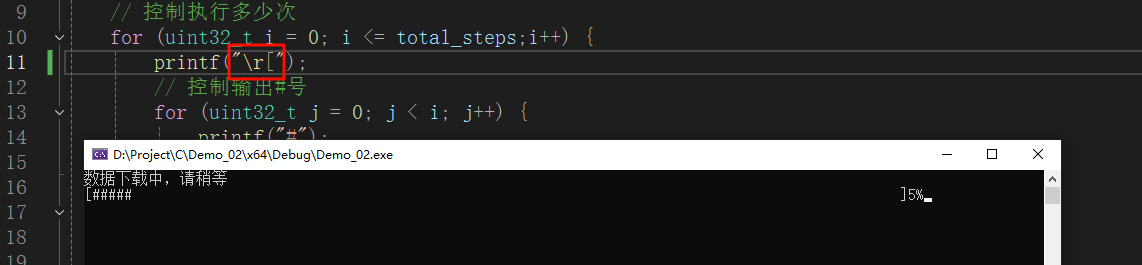 9 // 控制执行多少次
10 for (uint32_t i = 0; i <= total_steps;i++) {
11 printf("\r[");
12 // 控制输出#号
13 for (uint32_t j = 0; j < i; j++) {
14 printf("#");
15
16
17
18
19
D:\Project\C\Demo_02\x64\Debug\Demo_02.exe
数据下载中，请稍等
[##### ]5%